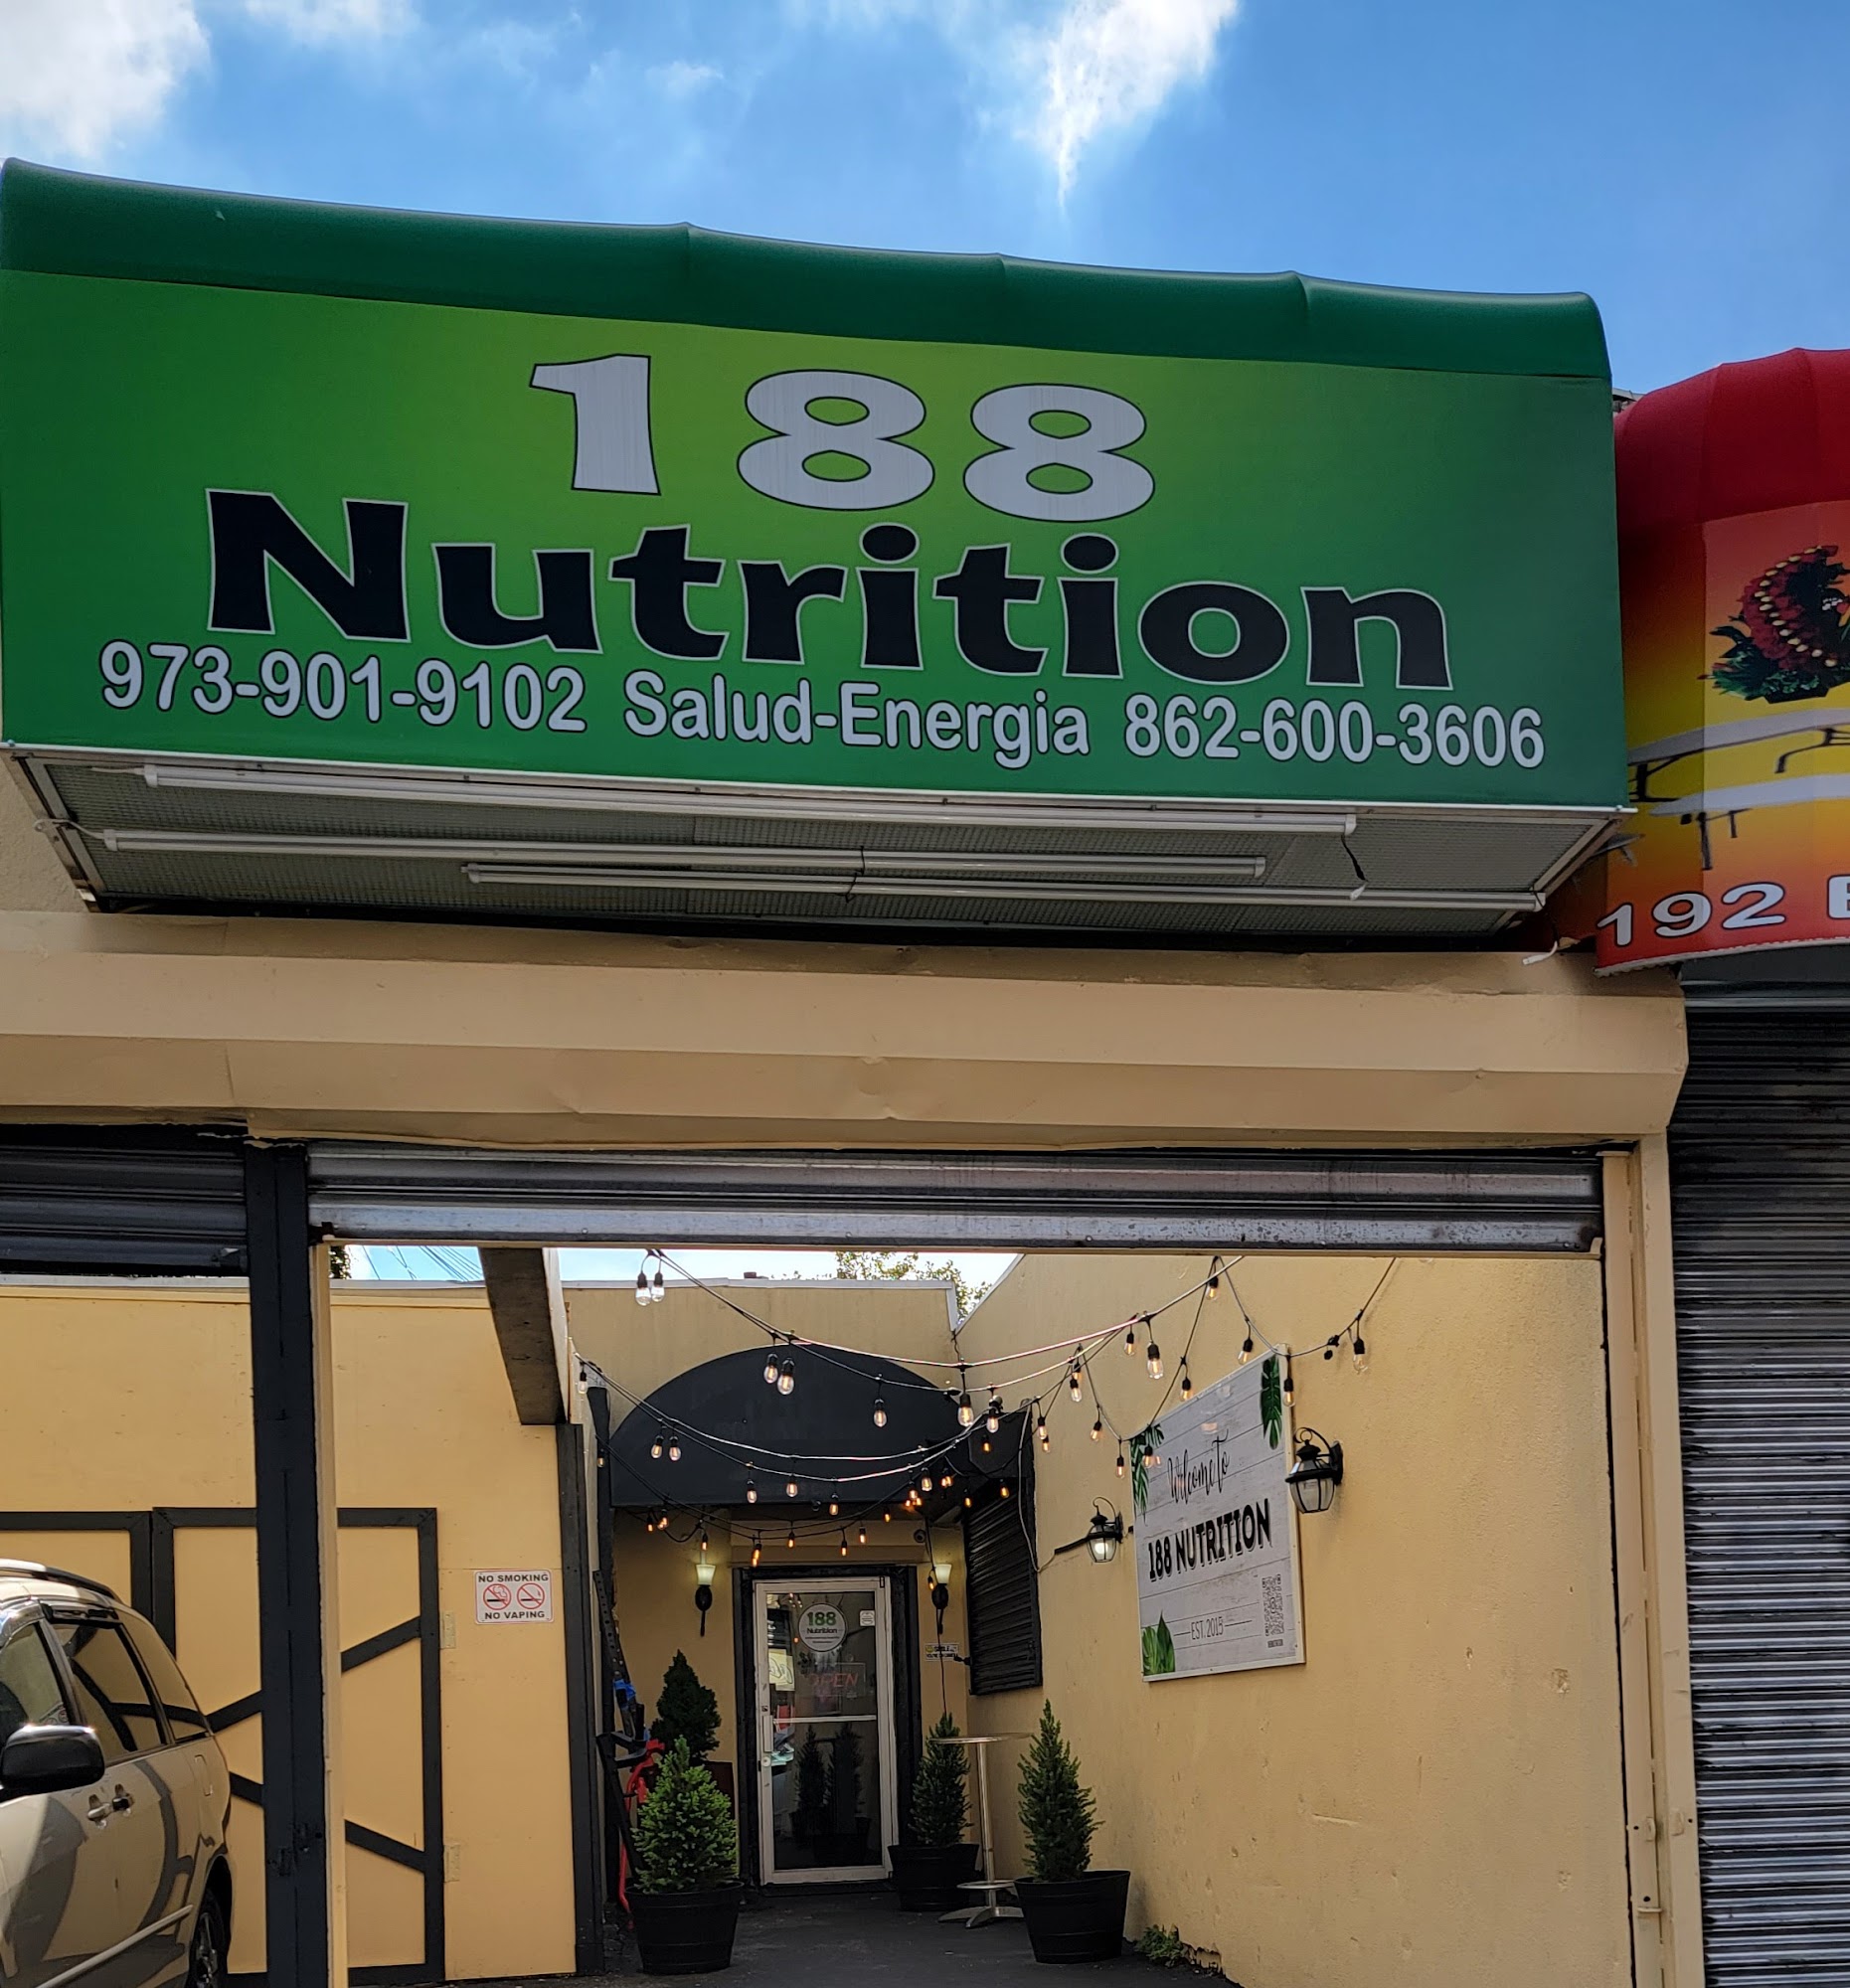 188
Nutrition
973-901-9102 Salud-Energia 862-600-3606
192
Welcome to
188 NUTRITION
EST. 2015
NO SMOKING
NO VAPING
188
Nutrition
OPEN